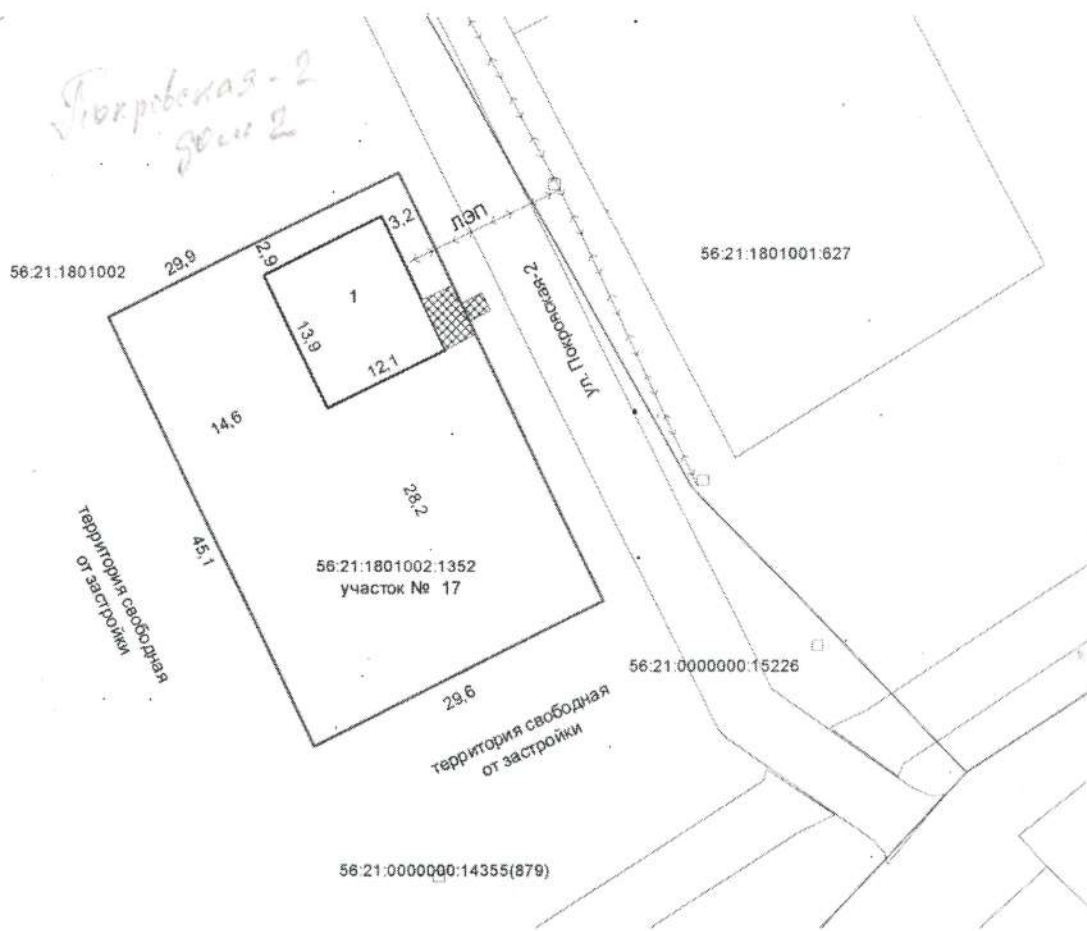 Покровская-2
дом 2
56:21:1801002
29,9
2,9
3,2
ЛЭП
56:21:1801001:627
1
ул. Покровская-2
13,9
12,1
14,6
28,2
45,1
территория свободная
от застройки
56:21:1801002:1352
участок № 17
29,6
56:21:0000000:15226
территория свободная
от застройки
56:21:0000000:14355(879)